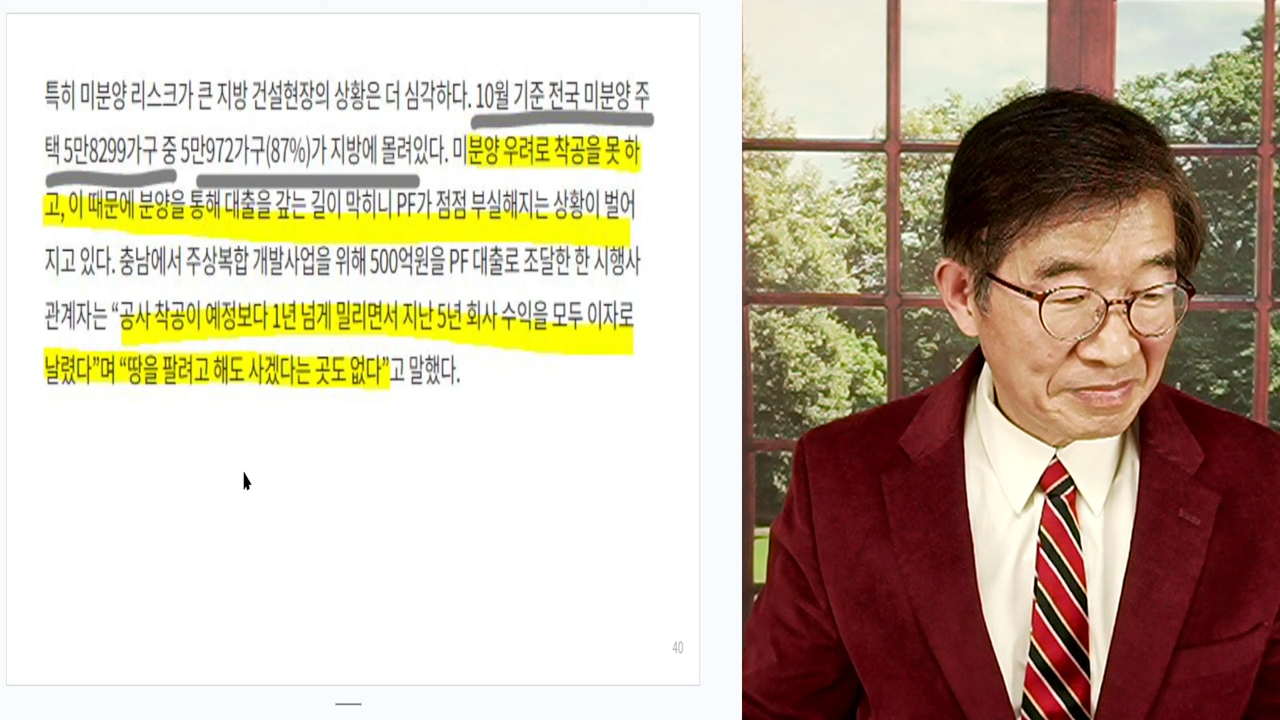 특히 미분양 리스크가 큰 지방 건설현장의 상황은 더 심각하다. 10월 기준 전국 미분양 주
택 5만8299가구 중 5만972가구(87%)가 지방에 몰려있다. 미분양 우려로 착공을 못 하
고, 이 때문에 분양을 통해 대출을 갚는 길이 막히니 PF가 점점 부실해지는 상황이 벌어
지고 있다. 충남에서 주상복합 개발사업을 위해 500억원을 PF 대출로 조달한 한 시행사
관계자는 “공사 착공이 예정보다 1년 넘게 밀리면서 지난 5년 회사 수익을 모두 이자로
날렸다”며 “땅을 팔려고 해도 사겠다는 곳도 없다”고 말했다.
40